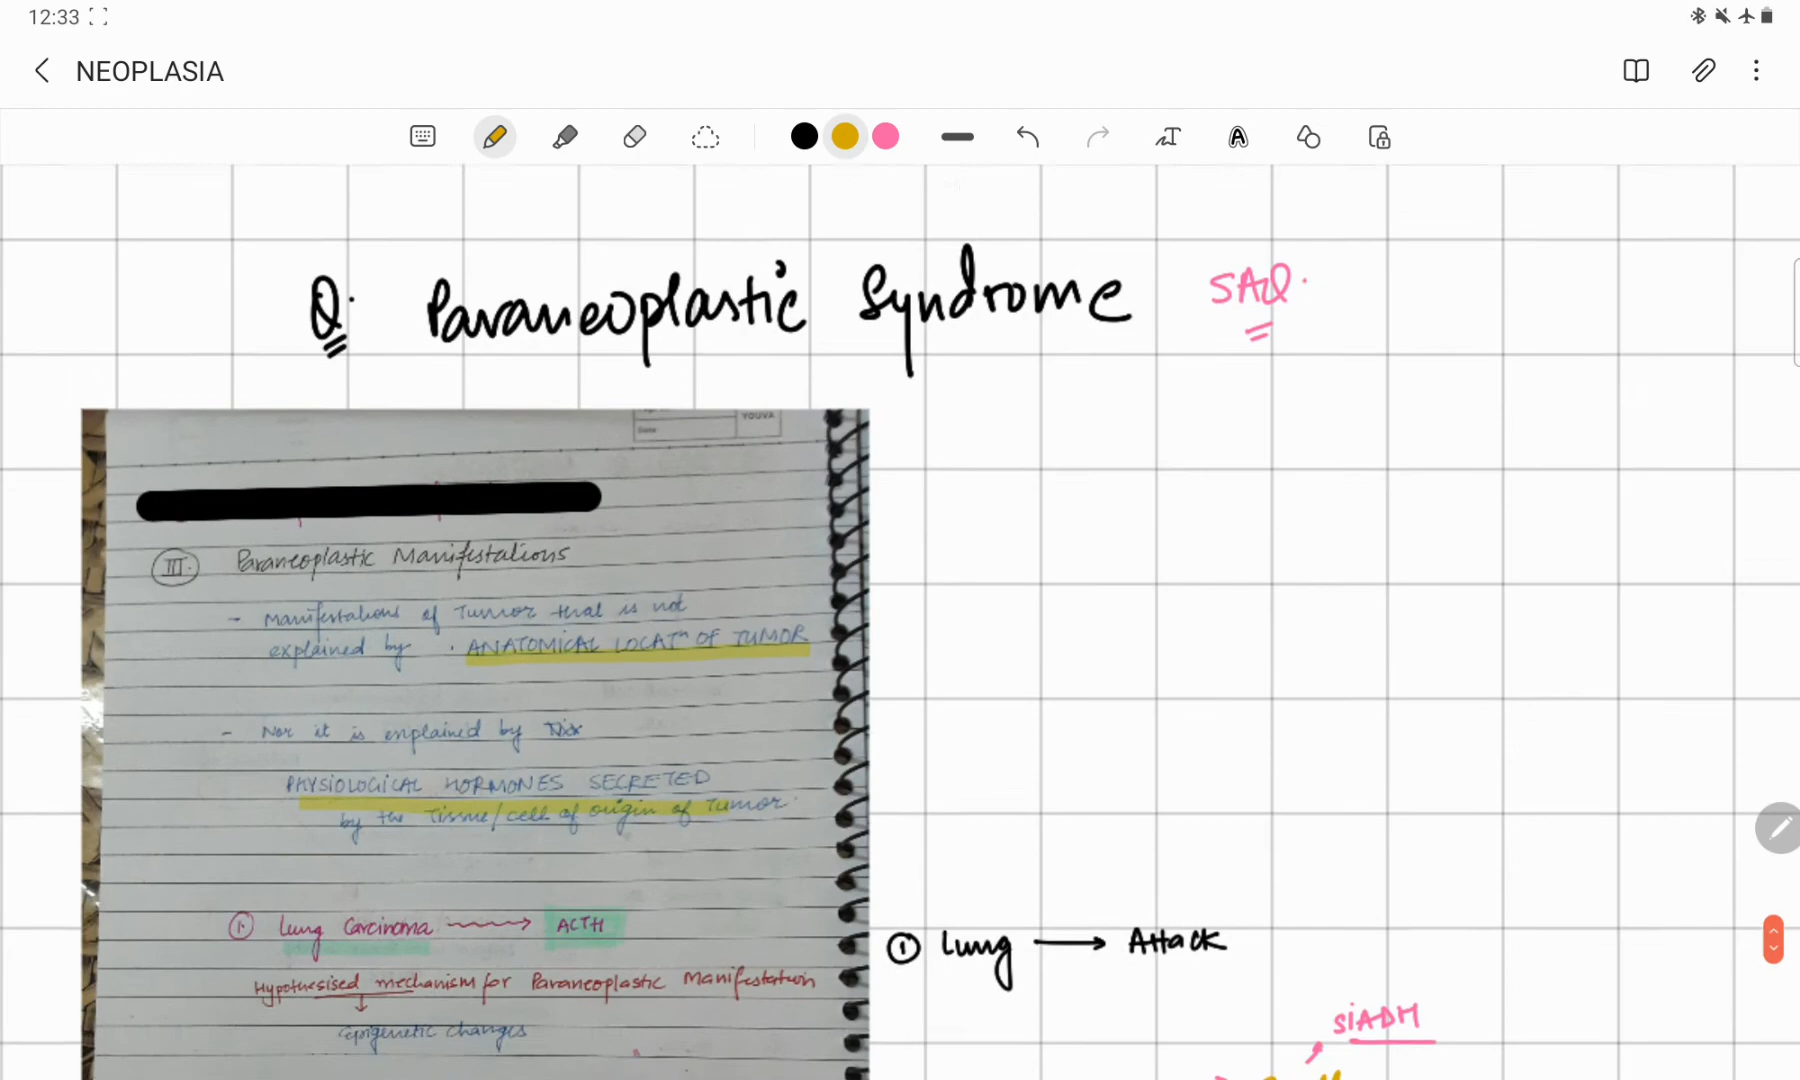 12:33
NEOPLASIA
Q. Paraneoplastic Syndrome SAQ.
YOUVA
Date
III. Paraneoplastic Manifestations
- Manifestations of Tumor that is not
explained by . ANATOMICAL LOCATn OF TUMOR
- Nor it is explained by
PHYSIOLOGICAL HORMONES SECRETED
by the Tissue/cell of origin of Tumor.
① Lung Carcinoma → ACTH
Hypothesised mechanism for Paraneoplastic Manifestation
↓
epigenetic changes
① Lung → Attack
SiADH